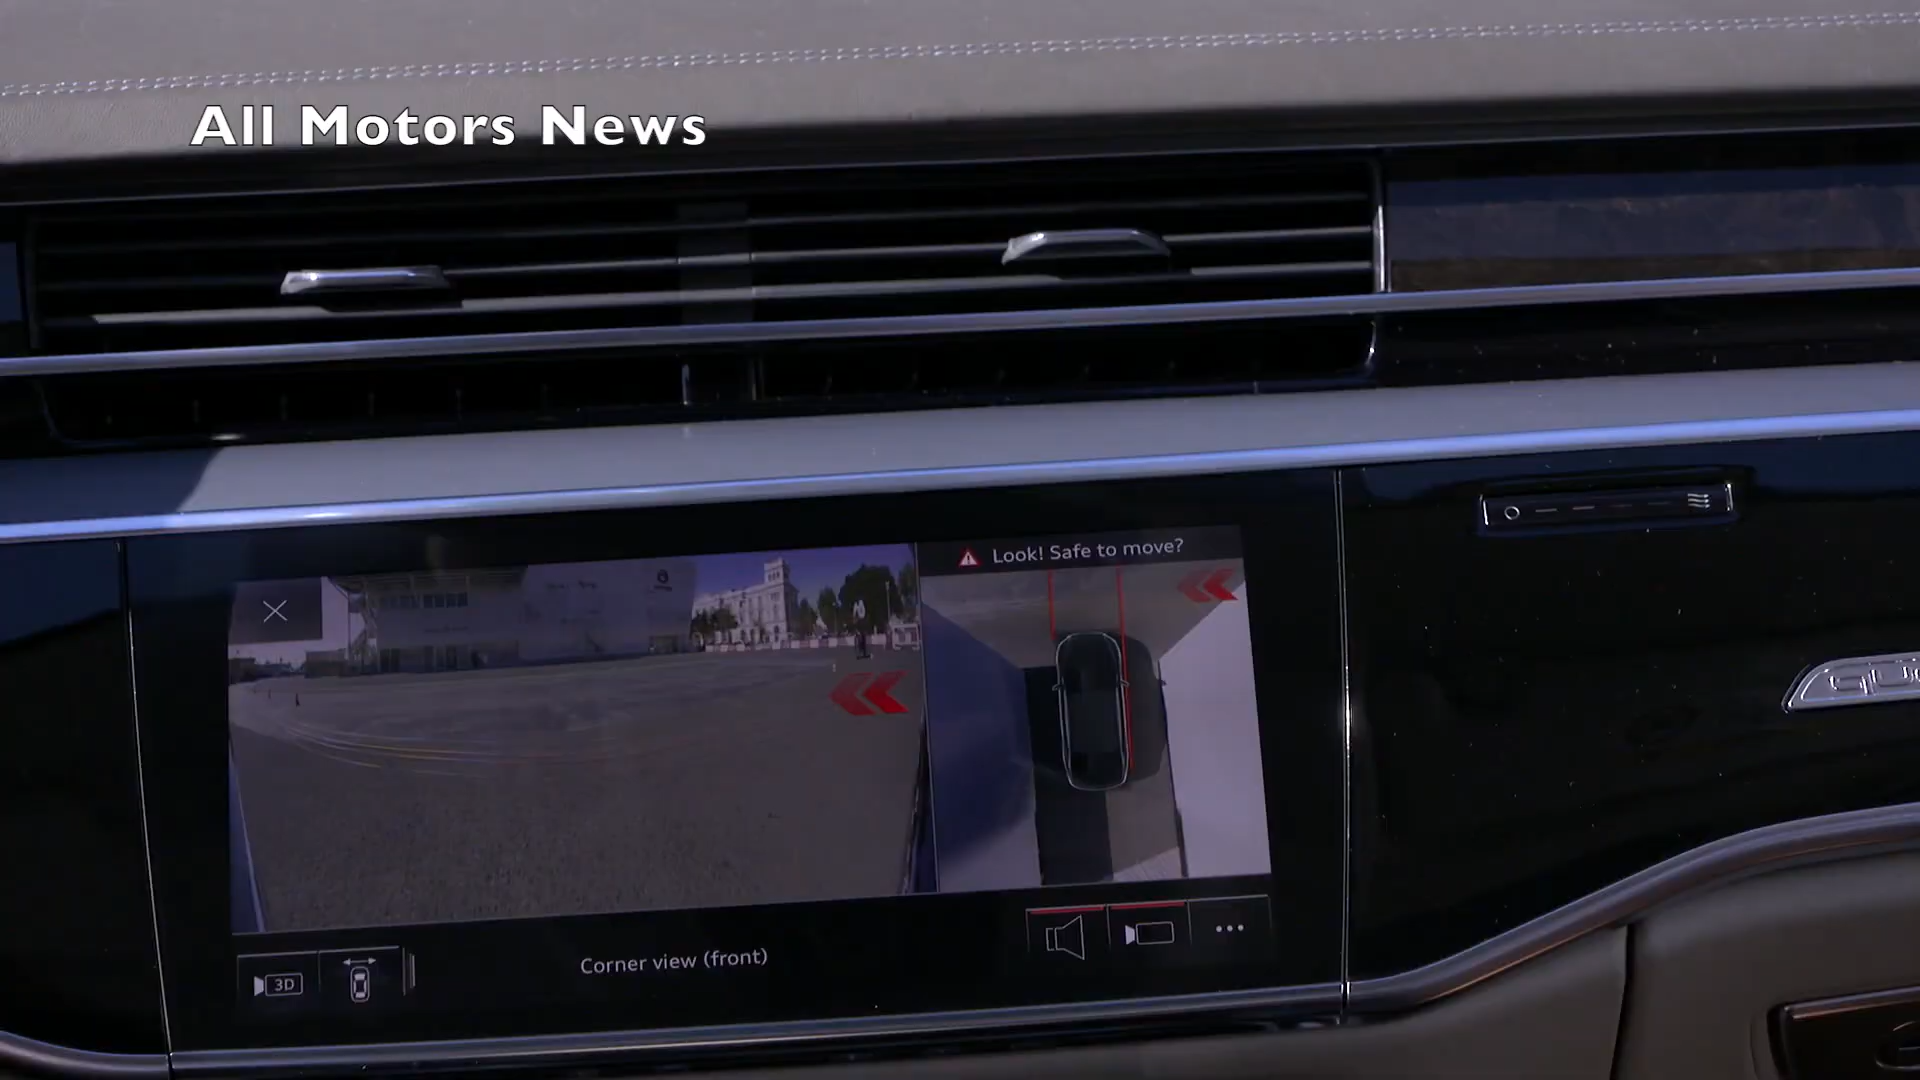 All Motors News
Look! Safe to move?
Corner view (front)
3D